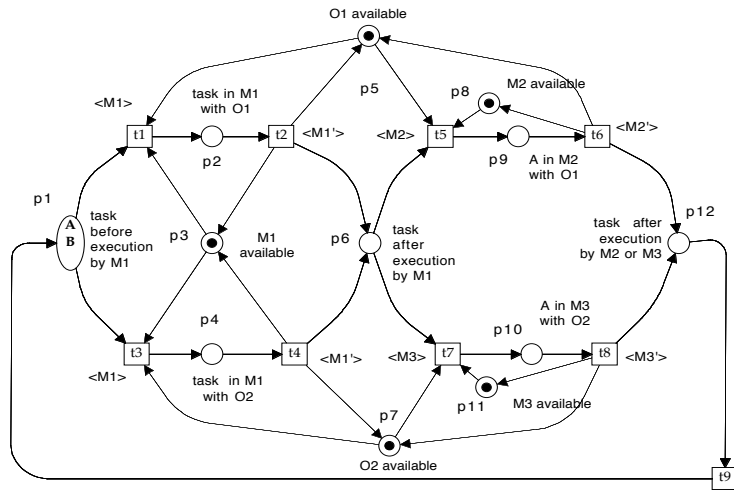 O1 available
p5
M2 available
p8
<M1>
task in M1
with O1
t1
t2
<M1'>
p2
<M2>
t5
t6
<M2'>
p9
A in M2
with O1
p1
A
B
task
before
execution
by M1
p3
M1
available
p6
task
after
execution
by M1
task after
execution
by M2 or M3
p12
p4
p10
A in M3
with O2
t3
t4
<M1'>
<M1>
task in M1
with O2
<M3>
t7
t8
<M3'>
p11
M3 available
p7
O2 available
t9